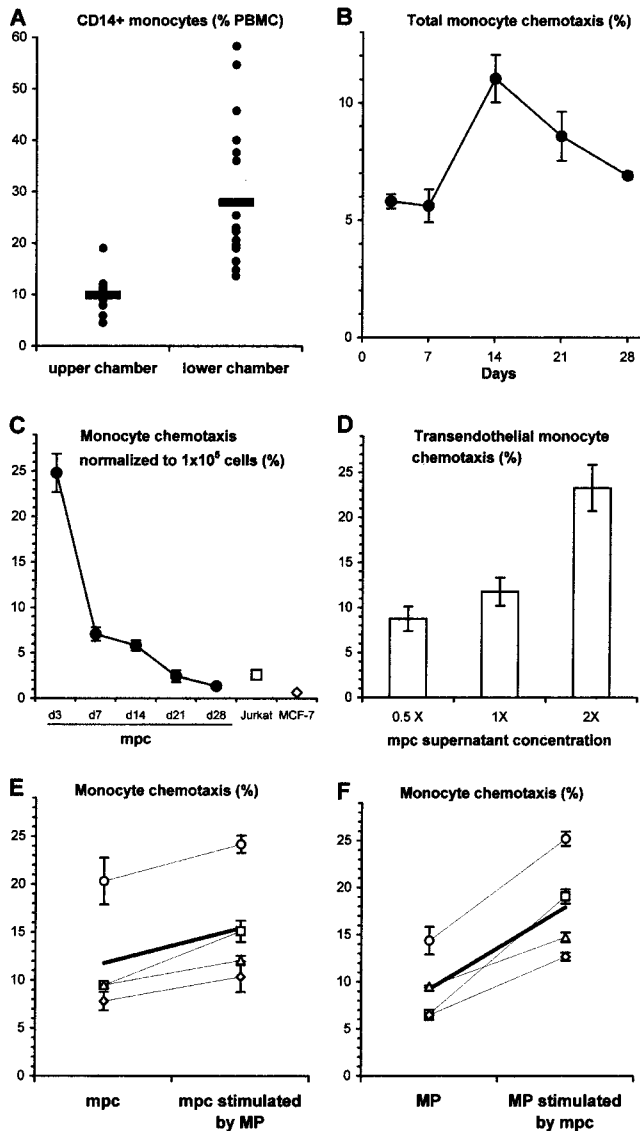 A
CD14+ monocytes (% PBMC)
60
50
40
30
20
10
0
upper chamber
lower chamber
B
Total monocyte chemotaxis (%)
10
5
0
0
7
14
21
28
Days
C
Monocyte chemotaxis
normalized to 1x10⁵ cells (%)
25
20
15
10
5
0
d3
d7
d14
d21
d28
Jurkat
MCF-7
mpc
D
Transendothelial monocyte
chemotaxis (%)
25
20
15
10
5
0
0.5 X
1X
2X
mpc supernatant concentration
E
Monocyte chemotaxis (%)
25
20
15
10
5
0
mpc
mpc stimulated
by MP
F
Monocyte chemotaxis (%)
25
20
15
10
5
0
MP
MP stimulated
by mpc